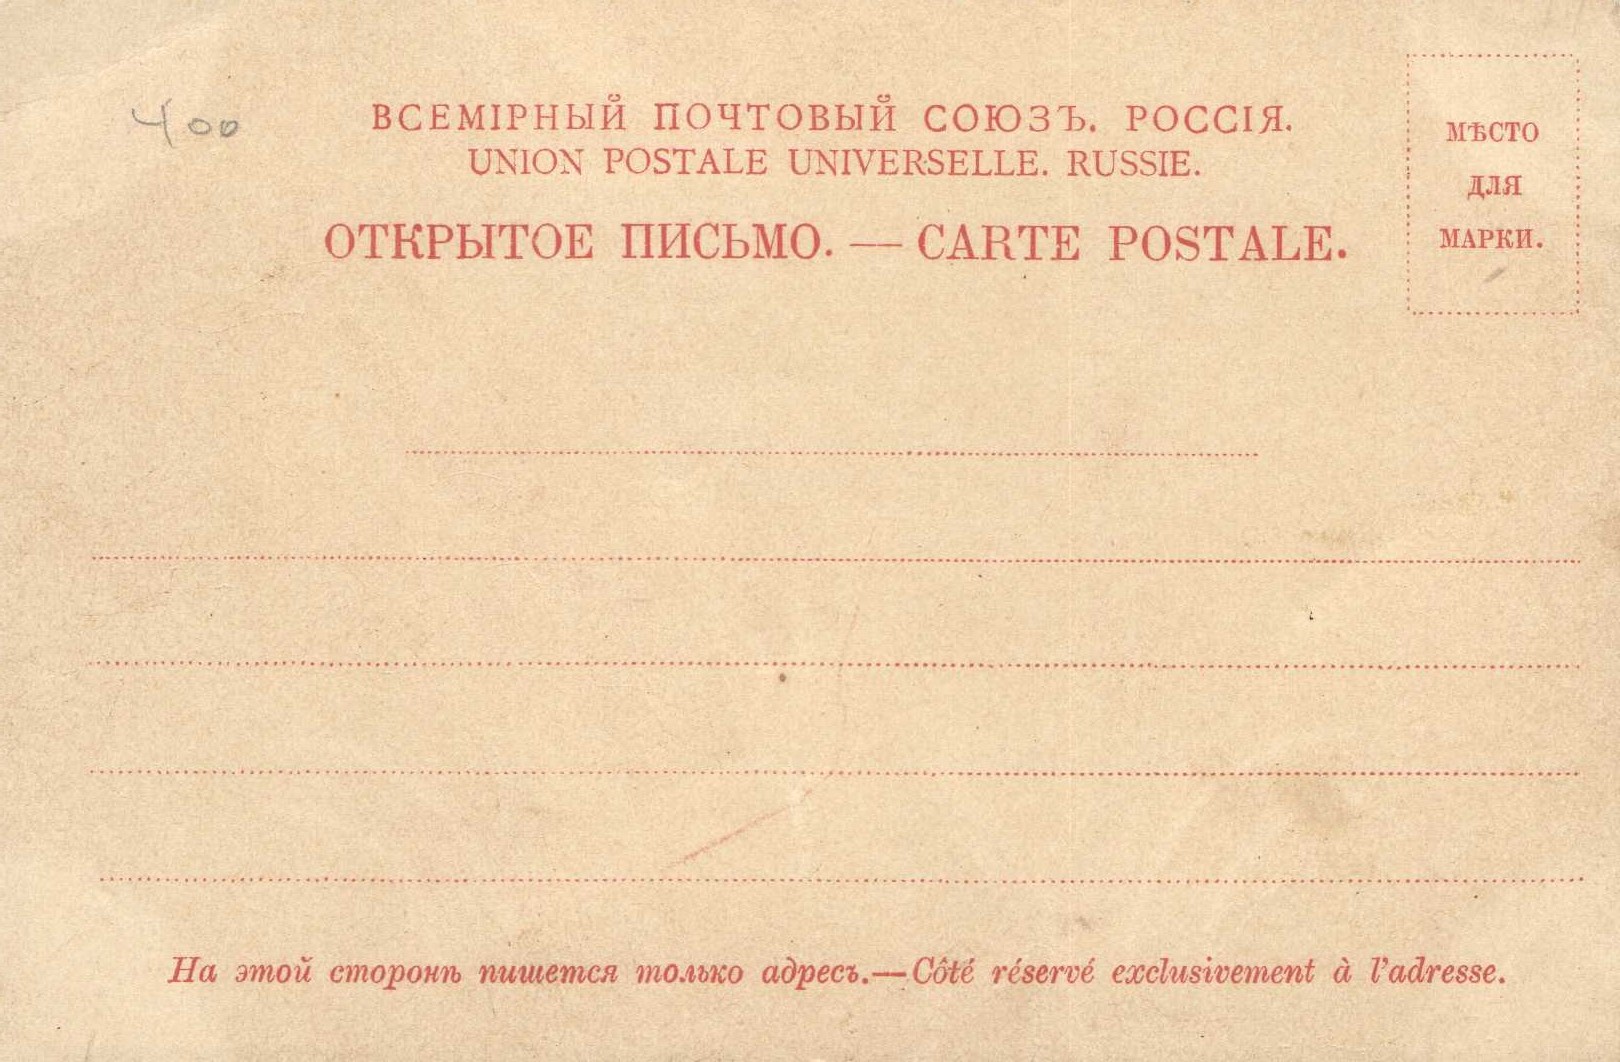 400
ВСЕМІРНЫЙ ПОЧТОВЫЙ СОЮЗЪ. РОССІЯ.
UNION POSTALE UNIVERSELLE. RUSSIE.
ОТКРЫТОЕ ПИСЬМО. — CARTE POSTALE.
МѢСТО
ДЛЯ
МАРКИ.
На этой сторонѣ пишется только адресъ. — Côté réservé exclusivement à l'adresse.